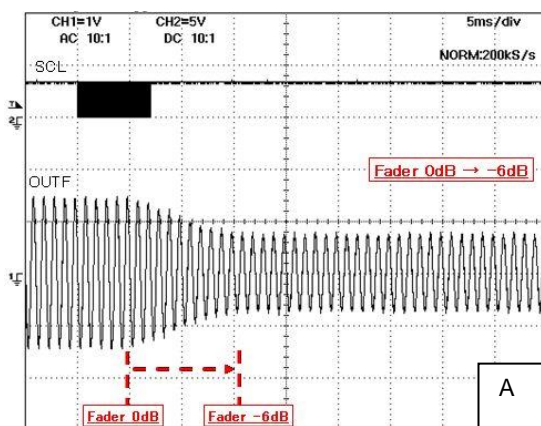 CH1=1V CH2=5V 5ms/div
AC 10:1 DC 10:1
NORM:200kS/s
SCL
2
Fader 0dB → -6dB
OUTF
1
A
Fader 0dB Fader -6dB